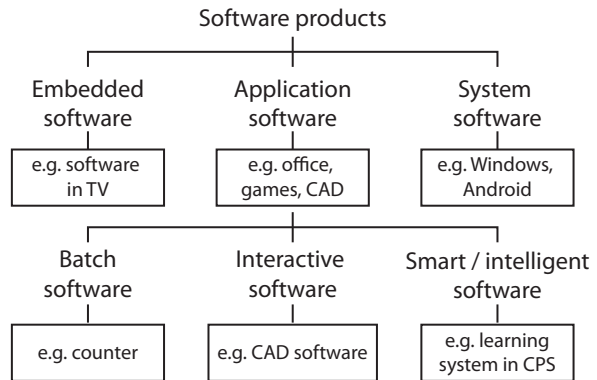 Software products
Embedded
software
Application
software
System
software
e.g. software
in TV
e.g. office,
games, CAD
e.g. Windows,
Android
Batch
software
Interactive
software
Smart / intelligent
software
e.g. counter
e.g. CAD software
e.g. learning
system in CPS